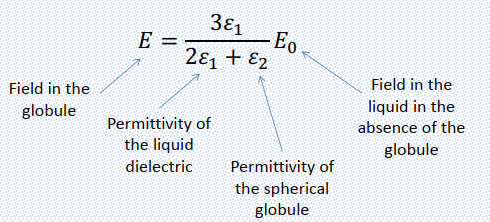 E = 3ε₁ / (2ε₁ + ε₂) E₀
Field in the
globule
Permittivity of
the liquid
dielectric
Permittivity of
the spherical
globule
Field in the
liquid in the
absence of the
globule